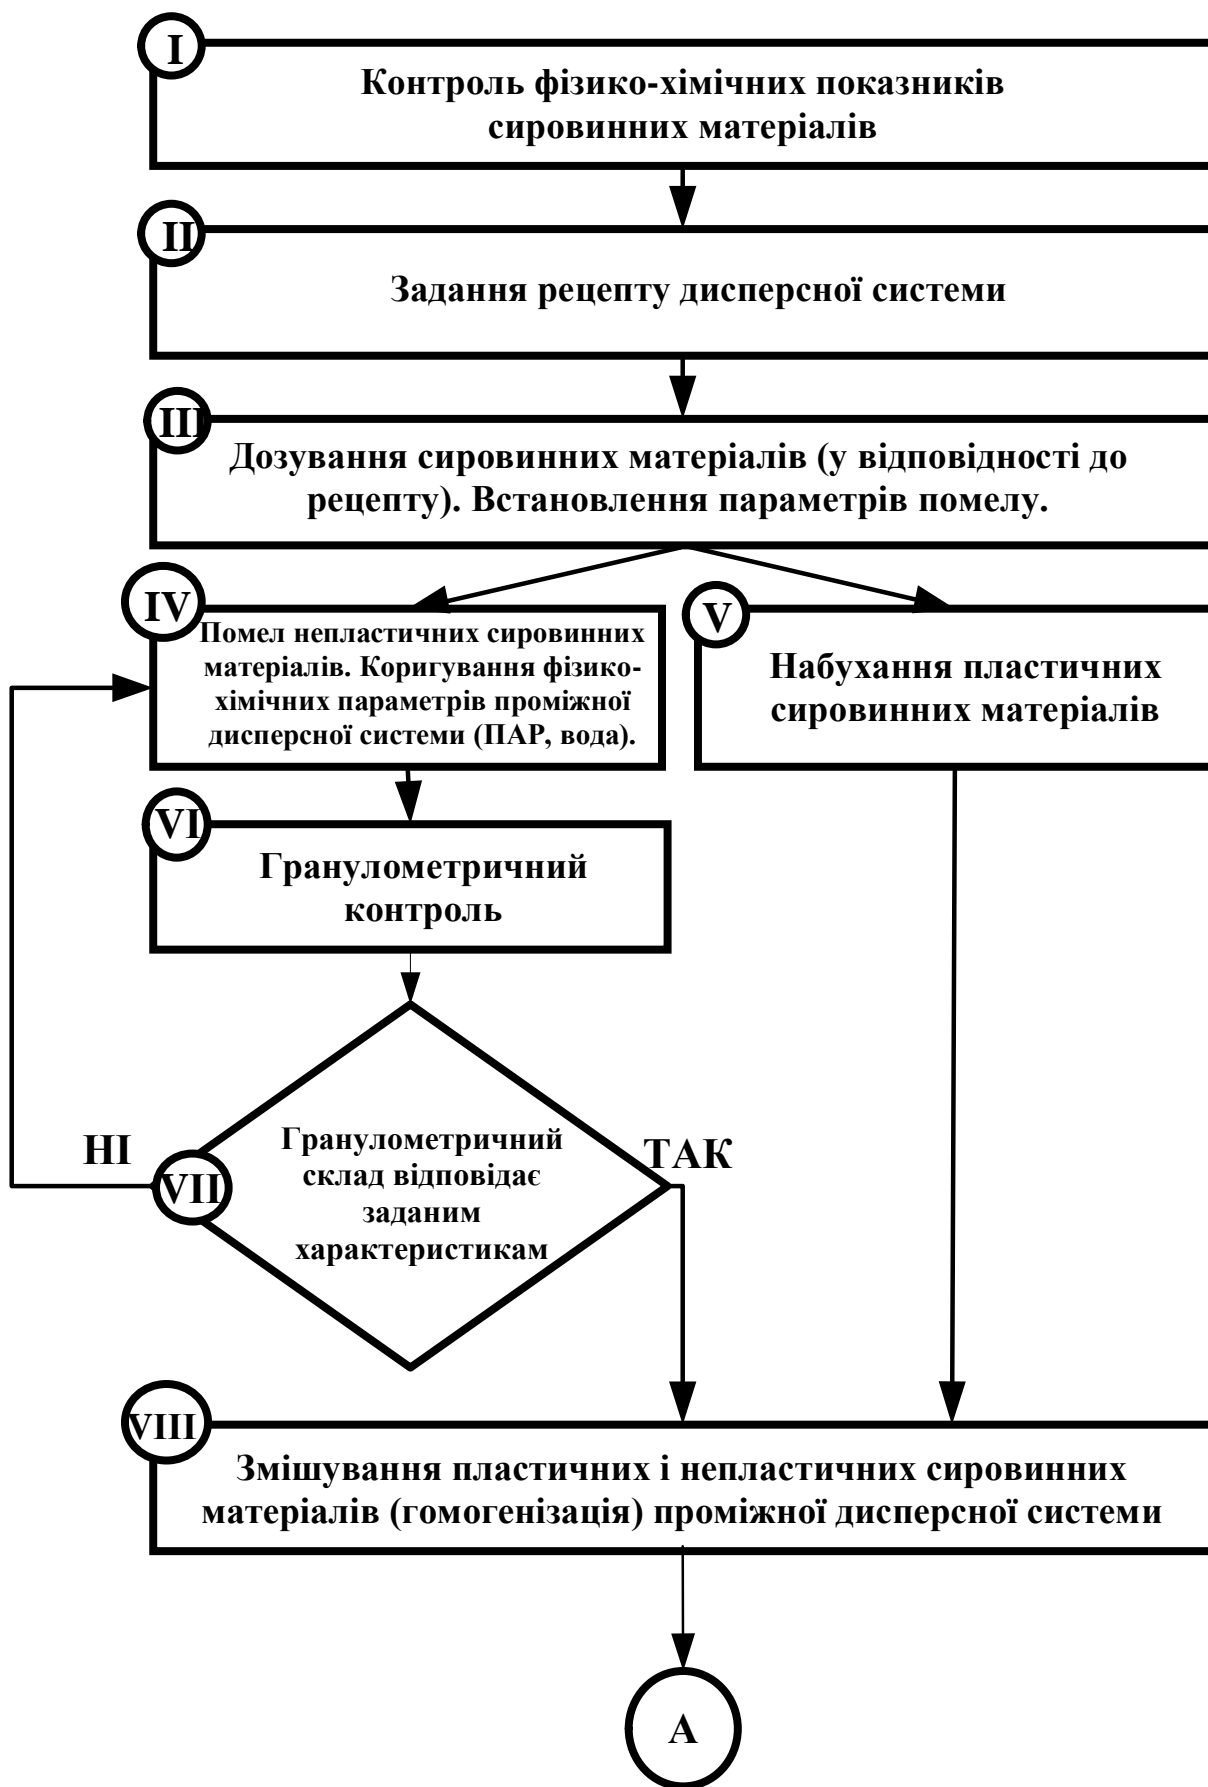 I
Контроль фізико-хімічних показників
сировинних матеріалів
II
Задання рецепту дисперсної системи
III
Дозування сировинних матеріалів (у відповідності до
рецепту). Встановлення параметрів помелу.
IV
Помел непластичних сировинних
матеріалів. Коригування фізико-
хімічних параметрів проміжної
дисперсної системи (ПАР, вода).
V
Набухання пластичних
сировинних матеріалів
VI
Гранулометричний
контроль
НІ
VII
Гранулометричний
склад відповідає
заданим
характеристикам
ТАК
VIII
Змішування пластичних і непластичних сировинних
матеріалів (гомогенізація) проміжної дисперсної системи
А